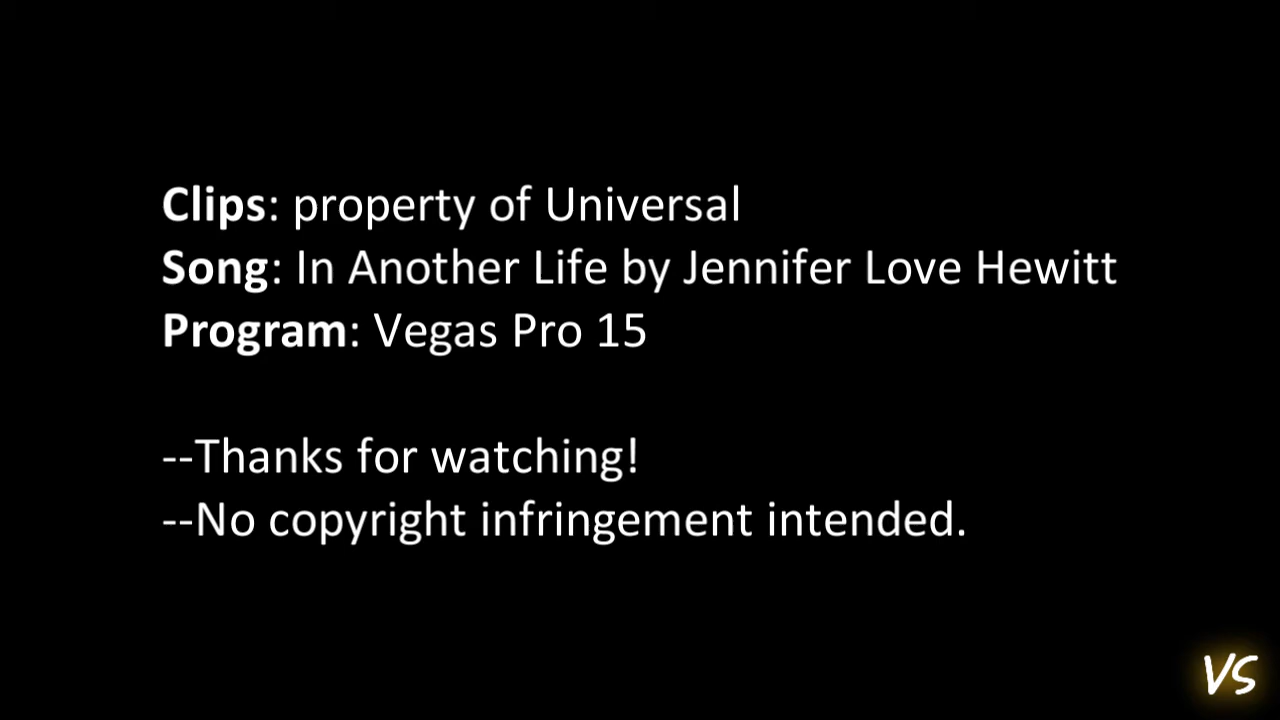 Clips: property of Universal
Song: In Another Life by Jennifer Love Hewitt
Program: Vegas Pro 15
--Thanks for watching!
--No copyright infringement intended.
VS